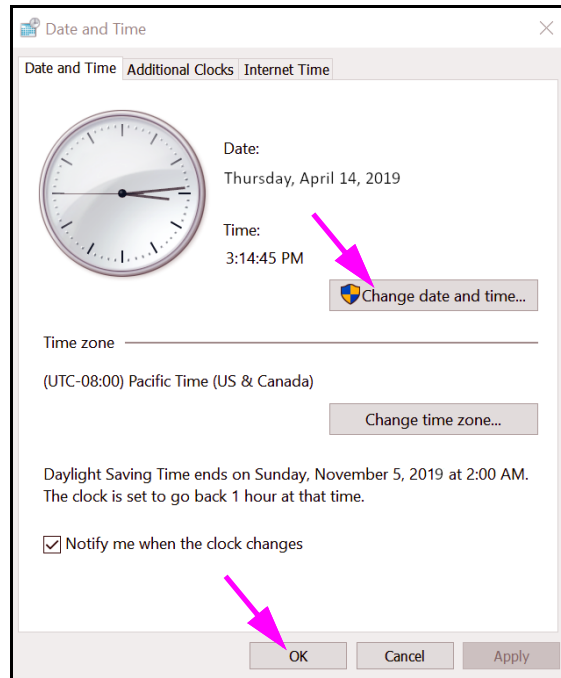 Date and Time
Date and Time Additional Clocks Internet Time
Date:
Thursday, April 14, 2019
Time:
3:14:45 PM
Change date and time...
Time zone
(UTC-08:00) Pacific Time (US & Canada)
Change time zone...
Daylight Saving Time ends on Sunday, November 5, 2019 at 2:00 AM.
The clock is set to go back 1 hour at that time.
Notify me when the clock changes
OK Cancel Apply